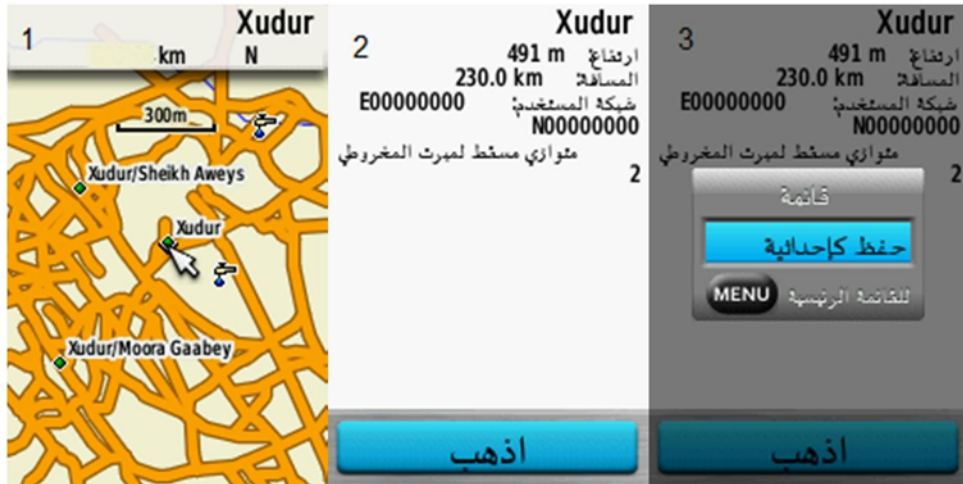 1
Xudur
km N
300m
Xudur/Sheikh Aweys
Xudur
Xudur/Moora Gaabey
2
Xudur
ارتفاع: 491 m
المسافة: 230.0 km
شبكة المستخدم: E00000000
N00000000
متوازي مسقط لمبرت المخروطي
2
اذهب
3
Xudur
ارتفاع: 491 m
المسافة: 230.0 km
شبكة المستخدم: E00000000
N00000000
متوازي مسقط لمبرت المخروطي
2
قائمة
حفظ كإحداثية
للقائمة الرئيسية MENU
اذهب